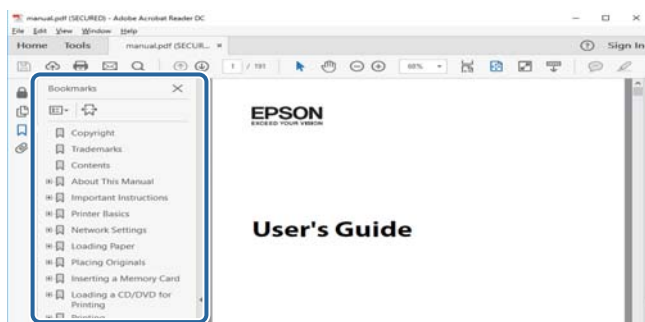 manual.pdf (SECURED) - Adobe Acrobat Reader DC
File Edit View Window Help
Home Tools manual.pdf (SECUR... × Sign In
1 / 191 68%
Bookmarks
Copyright
Trademarks
Contents
About This Manual
Important Instructions
Printer Basics
Network Settings
Loading Paper
Placing Originals
Inserting a Memory Card
Loading a CD/DVD for
Printing
Printing
EPSON
EXCEED YOUR VISION
User's Guide